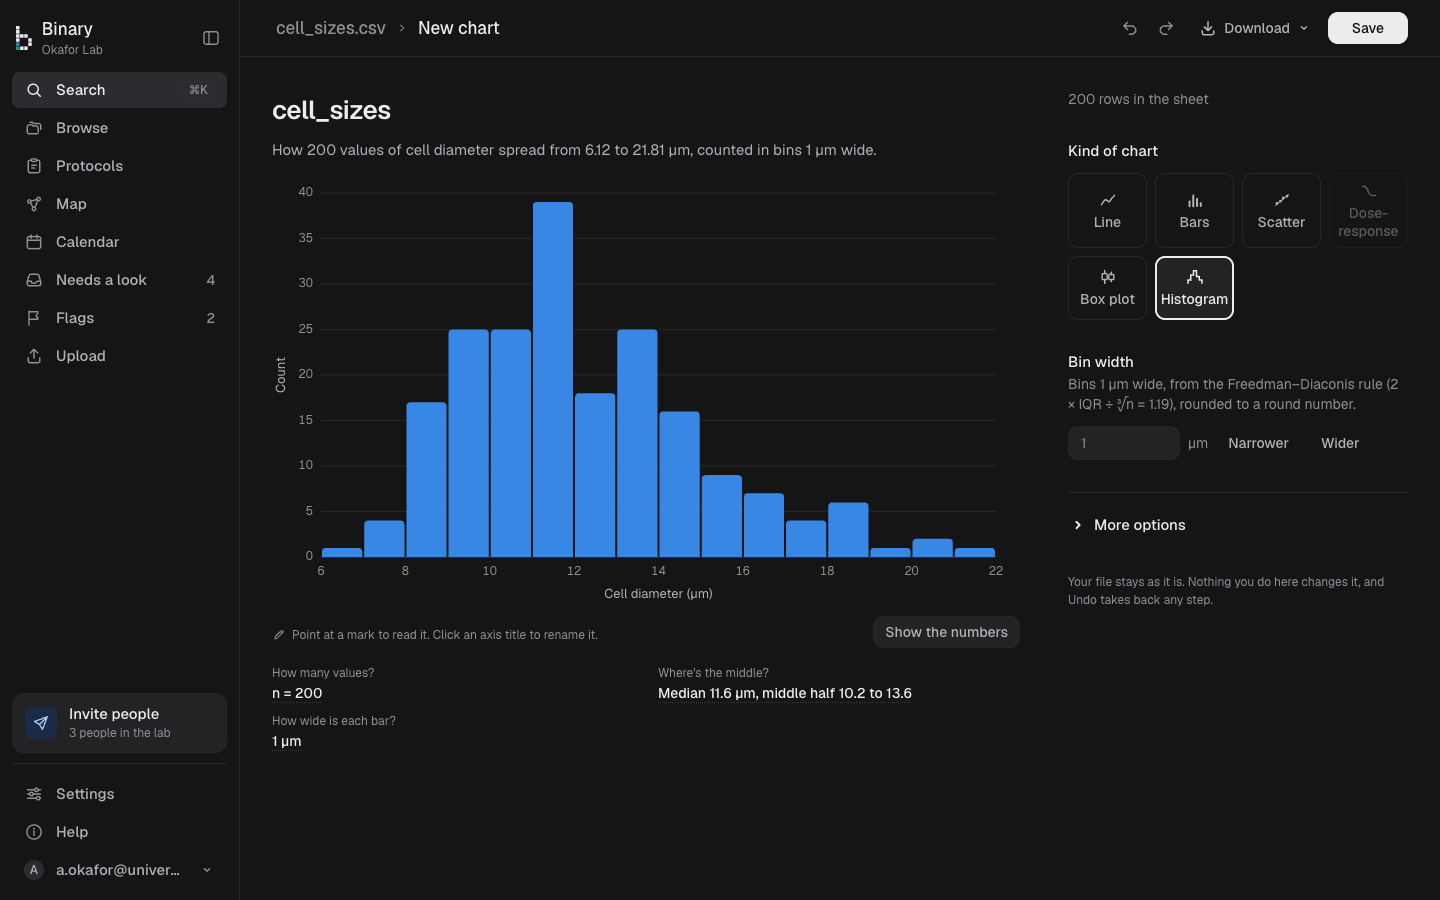 Binary
Okafor Lab
Search ⌘K
Browse
Protocols
Map
Calendar
Needs a look 4
Flags 2
Upload
Invite people
3 people in the lab
Settings
Help
A a.okafor@univer...
cell_sizes.csv › New chart
Download
Save
cell_sizes
How 200 values of cell diameter spread from 6.12 to 21.81 µm, counted in bins 1 µm wide.
40
35
30
25
20
15
10
5
0
Count
6 8 10 12 14 16 18 20 22
Cell diameter (µm)
Point at a mark to read it. Click an axis title to rename it.
Show the numbers
How many values?
n = 200
Where's the middle?
Median 11.6 µm, middle half 10.2 to 13.6
How wide is each bar?
1 µm
200 rows in the sheet
Kind of chart
Line
Bars
Scatter
Dose-
response
Box plot
Histogram
Bin width
Bins 1 µm wide, from the Freedman–Diaconis rule (2
× IQR ÷ ∛n = 1.19), rounded to a round number.
1 µm Narrower Wider
More options
Your file stays as it is. Nothing you do here changes it, and
Undo takes back any step.